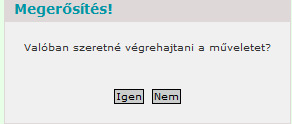 Megerősítés!
Valóban szeretné végrehajtani a műveletet?
Igen Nem